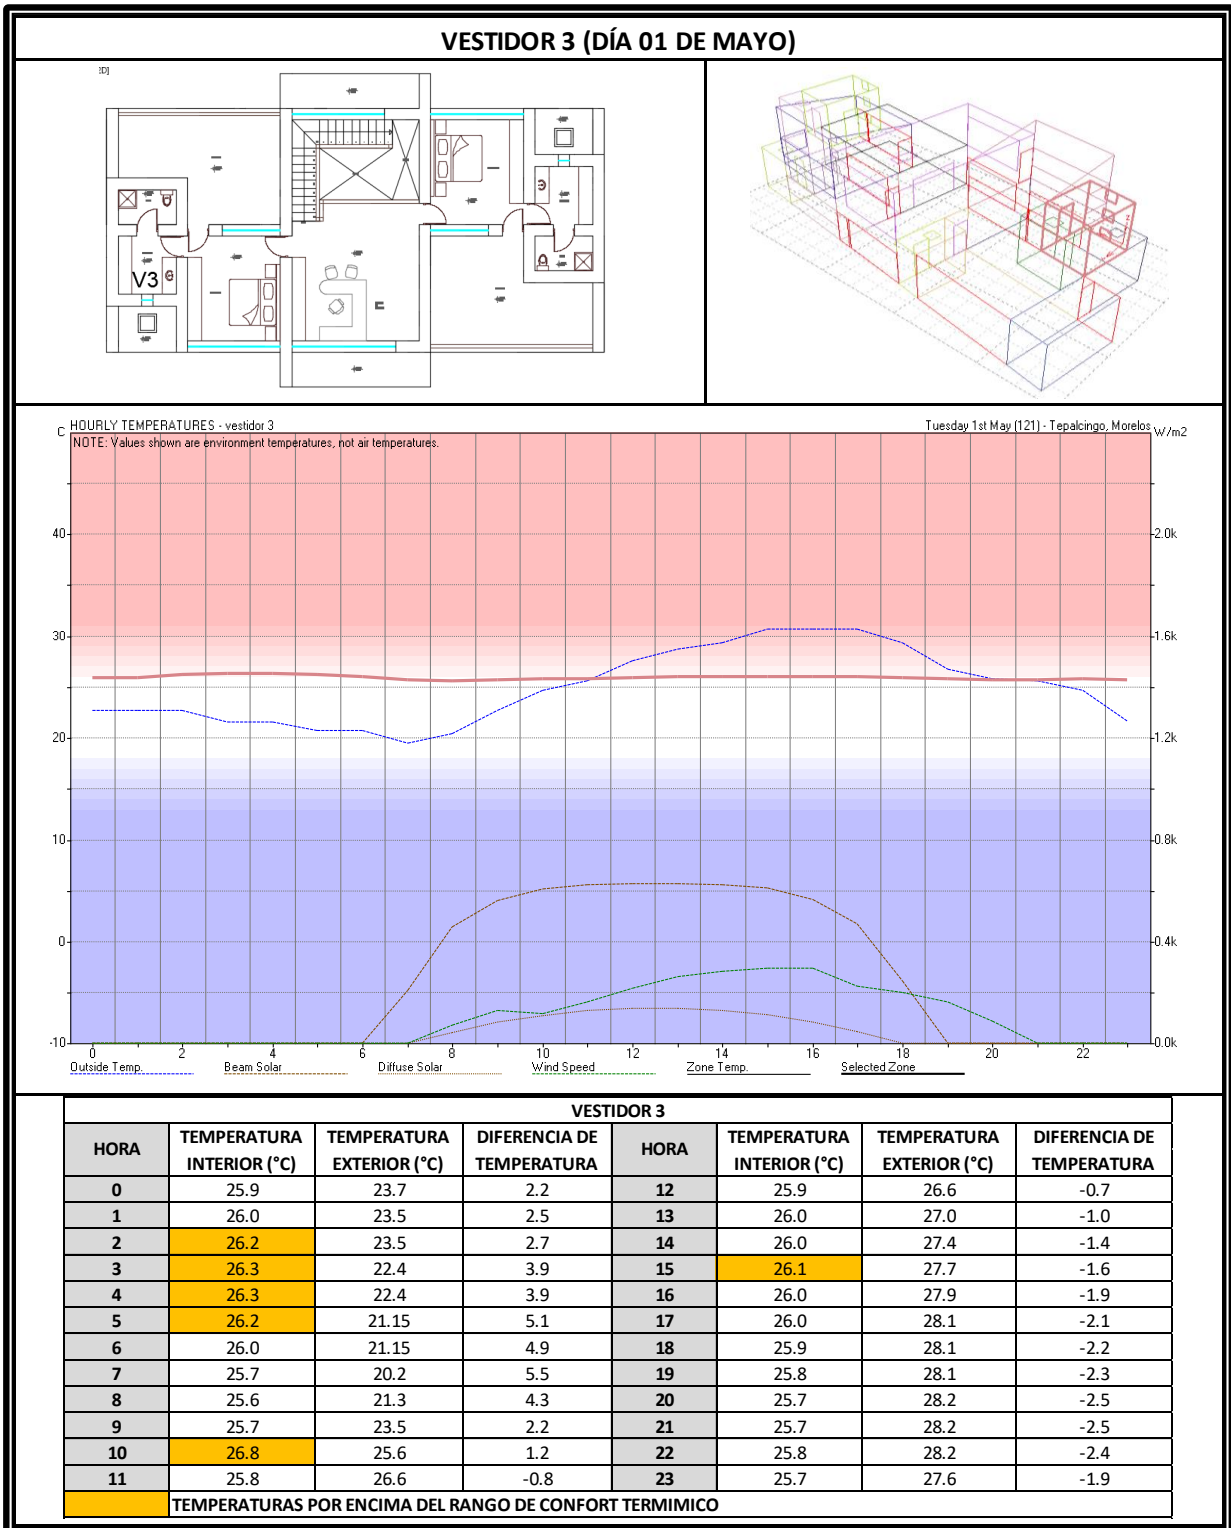 VESTIDOR 3 (DÍA 01 DE MAYO)
V3
HOURLY TEMPERATURES - vestidor 3 Tuesday 1st May (121) - Tepalcingo, Morelos
C W/m2
NOTE: Values shown are environment temperatures, not air temperatures.
40 2.0k
30 1.6k
20 1.2k
10 0.8k
0 0.4k
-10 0.0k
0 2 4 6 8 10 12 14 16 18 20 22
Outside Temp. Beam Solar Diffuse Solar Wind Speed Zone Temp. Selected Zone
VESTIDOR 3
HORA TEMPERATURA INTERIOR (°C) TEMPERATURA EXTERIOR (°C) DIFERENCIA DE TEMPERATURA HORA TEMPERATURA INTERIOR (°C) TEMPERATURA EXTERIOR (°C) DIFERENCIA DE TEMPERATURA
0 25.9 23.7 2.2 12 25.9 26.6 -0.7
1 26.0 23.5 2.5 13 26.0 27.0 -1.0
2 26.2 23.5 2.7 14 26.0 27.4 -1.4
3 26.3 22.4 3.9 15 26.1 27.7 -1.6
4 26.3 22.4 3.9 16 26.0 27.9 -1.9
5 26.2 21.15 5.1 17 26.0 28.1 -2.1
6 26.0 21.15 4.9 18 25.9 28.1 -2.2
7 25.7 20.2 5.5 19 25.8 28.1 -2.3
8 25.6 21.3 4.3 20 25.7 28.2 -2.5
9 25.7 23.5 2.2 21 25.7 28.2 -2.5
10 26.8 25.6 1.2 22 25.8 28.2 -2.4
11 25.8 26.6 -0.8 23 25.7 27.6 -1.9
TEMPERATURAS POR ENCIMA DEL RANGO DE CONFORT TERMIMICO